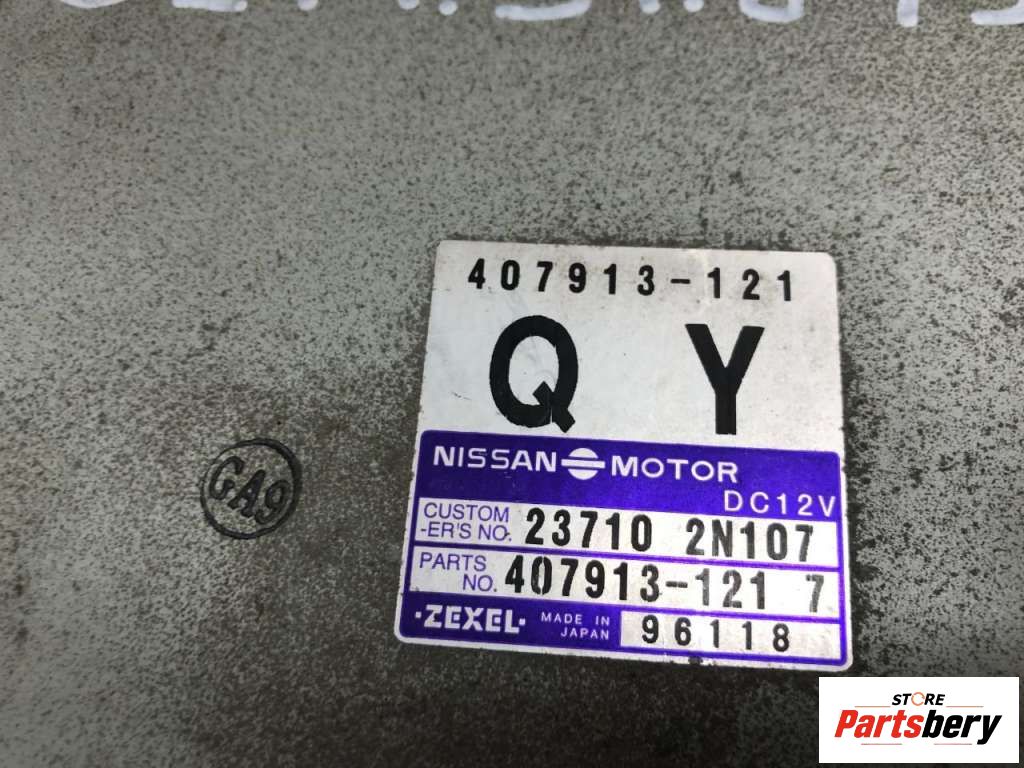 407913-121
Q Y
NISSAN MOTOR
DC12V
CUSTOM
-ER'S NO. 23710 2N107
PARTS
NO. 407913-121 7
·ZEXEL· MADE IN
JAPAN 96118
GA9
STORE
Partsbery